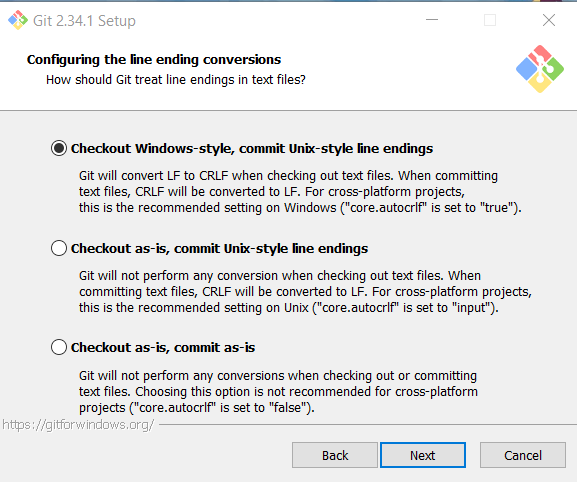 Git 2.34.1 Setup
Configuring the line ending conversions
How should Git treat line endings in text files?
Checkout Windows-style, commit Unix-style line endings
Git will convert LF to CRLF when checking out text files. When committing
text files, CRLF will be converted to LF. For cross-platform projects,
this is the recommended setting on Windows ("core.autocrlf" is set to "true").
Checkout as-is, commit Unix-style line endings
Git will not perform any conversion when checking out text files. When
committing text files, CRLF will be converted to LF. For cross-platform projects,
this is the recommended setting on Unix ("core.autocrlf" is set to "input").
Checkout as-is, commit as-is
Git will not perform any conversions when checking out or committing
text files. Choosing this option is not recommended for cross-platform
projects ("core.autocrlf" is set to "false").
https://gitforwindows.org/
Back Next Cancel